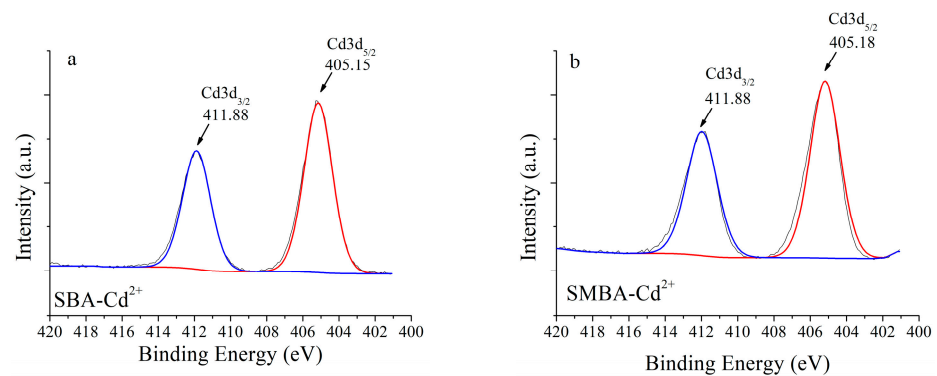 a
Cd3d5/2
405.15
Cd3d3/2
411.88
Intensity (a.u.)
SBA-Cd2+
420 418 416 414 412 410 408 406 404 402 400
Binding Energy (eV)
b
Cd3d5/2
405.18
Cd3d3/2
411.88
Intensity (a.u.)
SMBA-Cd2+
420 418 416 414 412 410 408 406 404 402 400
Binding Energy (eV)